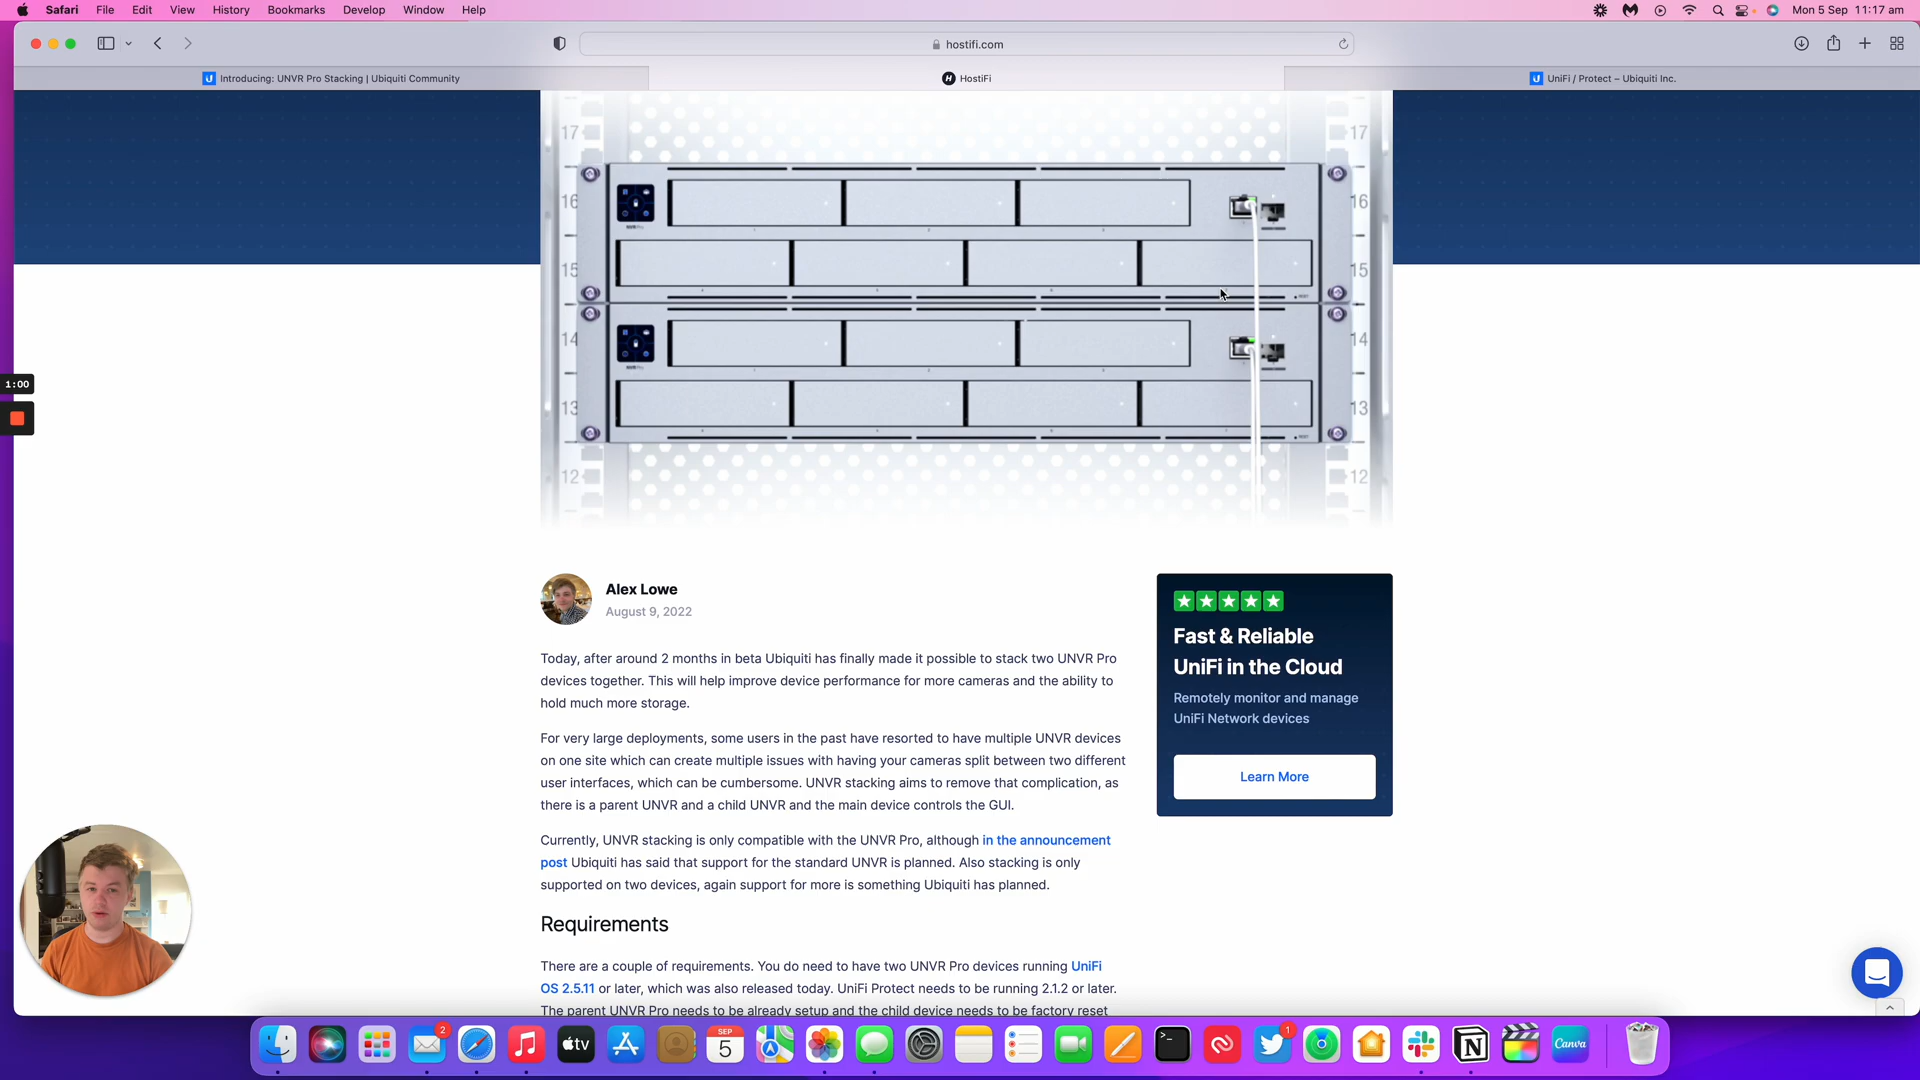 Safari File Edit View History Bookmarks Develop Window Help Mon 5 Sep 11:17 am
hostifi.com
Introducing: UNVR Pro Stacking | Ubiquiti Community
HostiFi
UniFi / Protect – Ubiquiti Inc.
17 17
16 16
15 15
14 14
13 13
12 12
1:00
Alex Lowe
August 9, 2022
Today, after around 2 months in beta Ubiquiti has finally made it possible to stack two UNVR Pro
devices together. This will help improve device performance for more cameras and the ability to
hold much more storage.
For very large deployments, some users in the past have resorted to have multiple UNVR devices
on one site which can create multiple issues with having your cameras split between two different
user interfaces, which can be cumbersome. UNVR stacking aims to remove that complication, as
there is a parent UNVR and a child UNVR and the main device controls the GUI.
Currently, UNVR stacking is only compatible with the UNVR Pro, although in the announcement
post Ubiquiti has said that support for the standard UNVR is planned. Also stacking is only
supported on two devices, again support for more is something Ubiquiti has planned.
Requirements
There are a couple of requirements. You do need to have two UNVR Pro devices running UniFi
OS 2.5.11 or later, which was also released today. UniFi Protect needs to be running 2.1.2 or later.
The parent UNVR Pro needs to be already setup and the child device needs to be factory reset
Fast & Reliable
UniFi in the Cloud
Remotely monitor and manage
UniFi Network devices
Learn More
2
tv
SEP
5
1
Canva